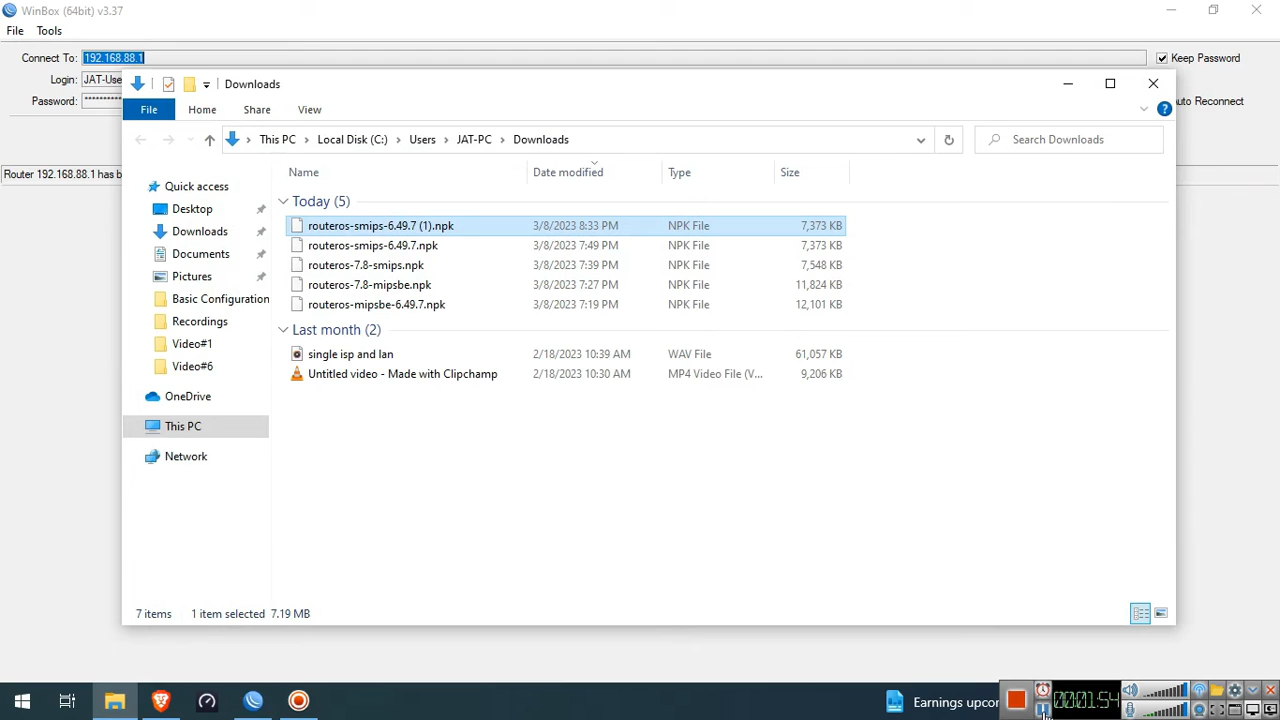 WinBox (64bit) v3.37
File Tools
Connect To: 192.168.88.1 Keep Password
Login: JAT-Use
Password: ********** Auto Reconnect
Router 192.168.88.1 has b
Downloads
File Home Share View
This PC Local Disk (C:) Users JAT-PC Downloads Search Downloads
Name Date modified Type Size
Quick access
Desktop
Downloads
Documents
Pictures
Basic Configuration
Recordings
Video#1
Video#6
OneDrive
This PC
Network
Today (5)
routeros-smips-6.49.7 (1).npk 3/8/2023 8:33 PM NPK File 7,373 KB
routeros-smips-6.49.7.npk 3/8/2023 7:49 PM NPK File 7,373 KB
routeros-7.8-smips.npk 3/8/2023 7:39 PM NPK File 7,548 KB
routeros-7.8-mipsbe.npk 3/8/2023 7:27 PM NPK File 11,824 KB
routeros-mipsbe-6.49.7.npk 3/8/2023 7:19 PM NPK File 12,101 KB
Last month (2)
single isp and lan 2/18/2023 10:39 AM WAV File 61,057 KB
Untitled video - Made with Clipchamp 2/18/2023 10:30 AM MP4 Video File (V... 9,206 KB
7 items 1 item selected 7.19 MB
Earnings upcor 00:01:54